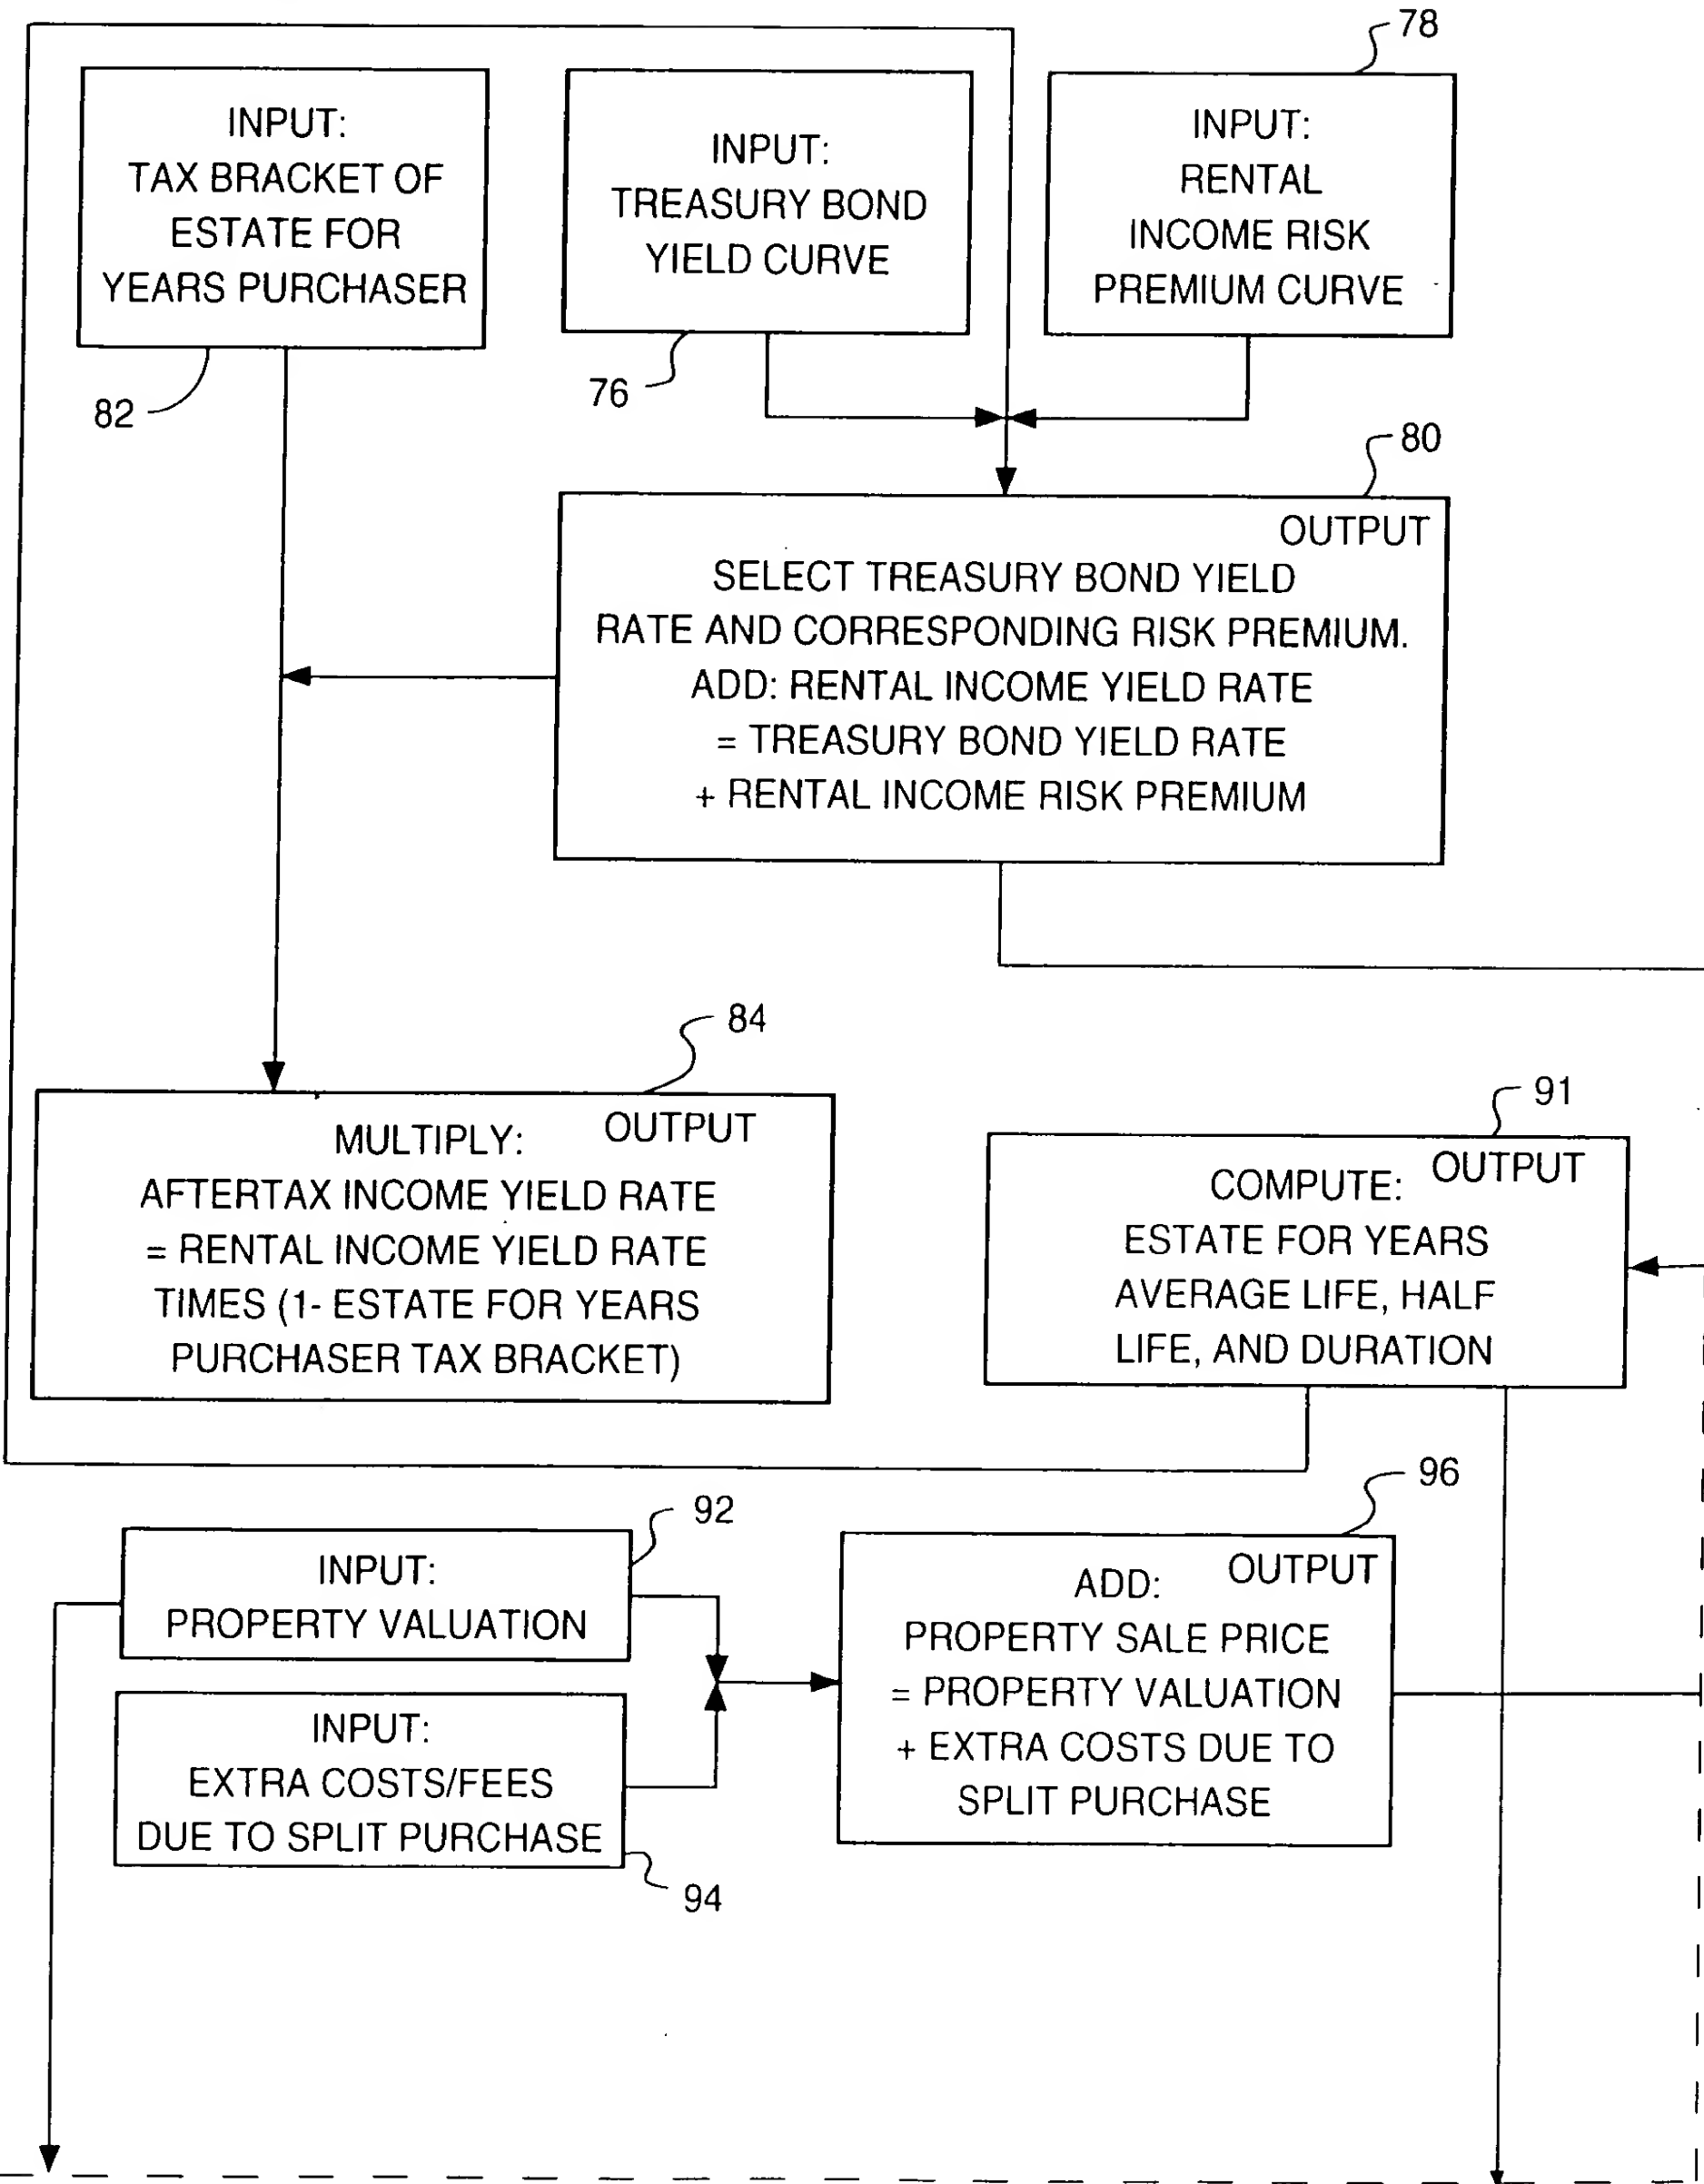 78
INPUT:
TAX BRACKET OF
ESTATE FOR
YEARS PURCHASER
82
INPUT:
TREASURY BOND
YIELD CURVE
76
INPUT:
RENTAL
INCOME RISK
PREMIUM CURVE
80
OUTPUT
SELECT TREASURY BOND YIELD
RATE AND CORRESPONDING RISK PREMIUM.
ADD: RENTAL INCOME YIELD RATE
= TREASURY BOND YIELD RATE
+ RENTAL INCOME RISK PREMIUM
84
MULTIPLY: OUTPUT
AFTERTAX INCOME YIELD RATE
= RENTAL INCOME YIELD RATE
TIMES (1- ESTATE FOR YEARS
PURCHASER TAX BRACKET)
91
COMPUTE: OUTPUT
ESTATE FOR YEARS
AVERAGE LIFE, HALF
LIFE, AND DURATION
92
INPUT:
PROPERTY VALUATION
INPUT:
EXTRA COSTS/FEES
DUE TO SPLIT PURCHASE
94
96
ADD: OUTPUT
PROPERTY SALE PRICE
= PROPERTY VALUATION
+ EXTRA COSTS DUE TO
SPLIT PURCHASE